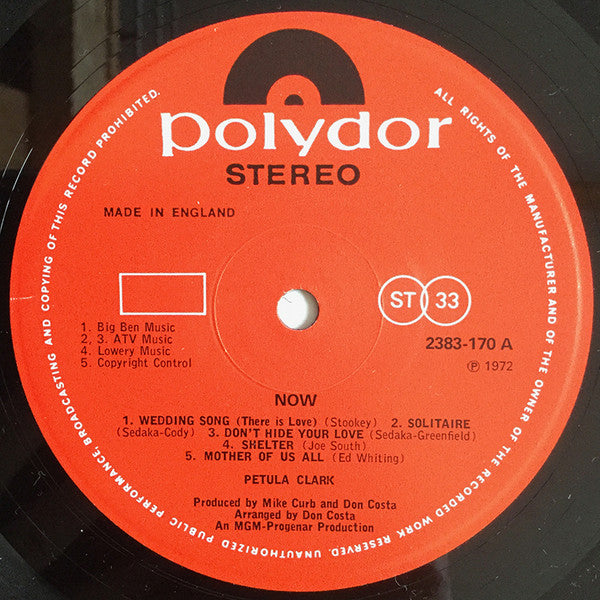 polydor
STEREO
MADE IN ENGLAND
ST 33
1. Big Ben Music
2, 3. ATV Music
4. Lowery Music
5. Copyright Control
2383-170 A
Ⓟ 1972
NOW
1. WEDDING SONG (There is Love) (Stookey) 2. SOLITAIRE
(Sedaka-Cody) 3. DON'T HIDE YOUR LOVE (Sedaka-Greenfield)
4. SHELTER (Joe South)
5. MOTHER OF US ALL (Ed Whiting)
PETULA CLARK
Produced by Mike Curb and Don Costa
Arranged by Don Costa
An MGM-Progenar Production
ALL RIGHTS OF THE MANUFACTURER AND OF THE OWNER OF THE RECORDED WORK RESERVED. UNAUTHORIZED PUBLIC PERFORMANCE, BROADCASTING AND COPYING OF THIS RECORD PROHIBITED.